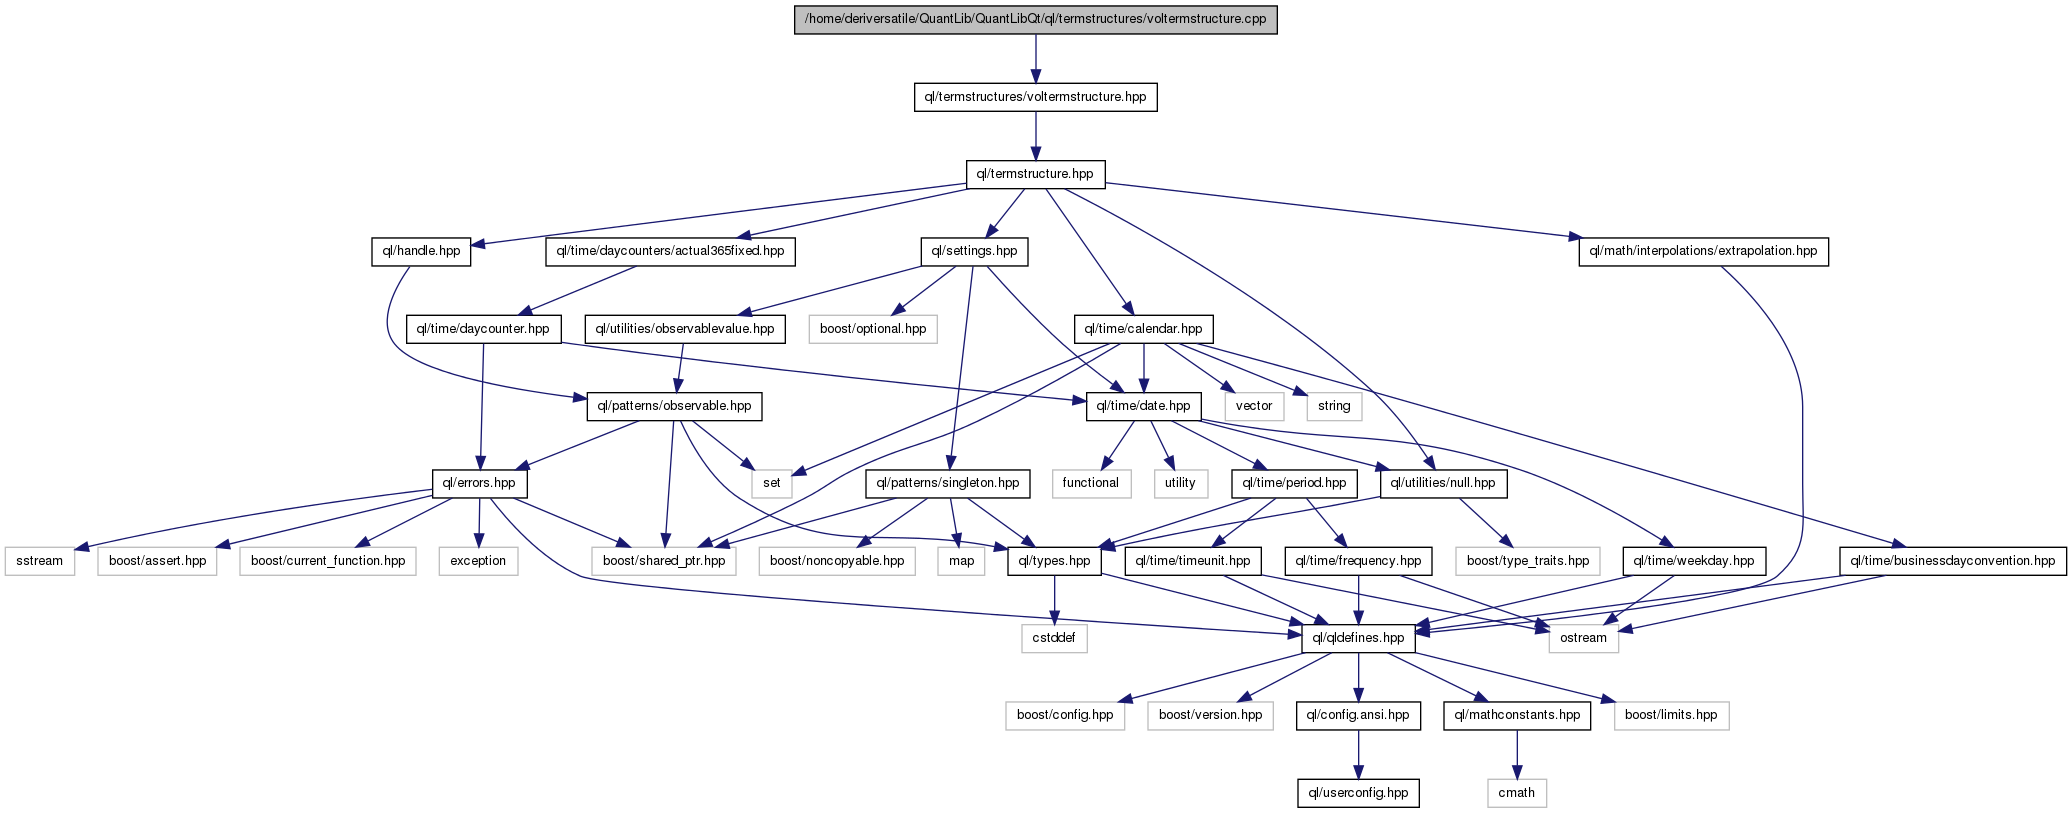 /home/deriversatile/QuantLib/QuantLibQt/ql/termstructures/voltermstructure.cpp
ql/termstructures/voltermstructure.hpp
ql/termstructure.hpp
ql/handle.hpp
ql/time/daycounters/actual365fixed.hpp
ql/settings.hpp
ql/math/interpolations/extrapolation.hpp
ql/time/daycounter.hpp
ql/utilities/observablevalue.hpp
boost/optional.hpp
ql/time/calendar.hpp
ql/patterns/observable.hpp
ql/time/date.hpp
vector
string
ql/errors.hpp
set
ql/patterns/singleton.hpp
functional
utility
ql/time/period.hpp
ql/utilities/null.hpp
sstream
boost/assert.hpp
boost/current_function.hpp
exception
boost/shared_ptr.hpp
boost/noncopyable.hpp
map
ql/types.hpp
ql/time/timeunit.hpp
ql/time/frequency.hpp
boost/type_traits.hpp
ql/time/weekday.hpp
ql/time/businessdayconvention.hpp
cstddef
ql/qldefines.hpp
ostream
boost/config.hpp
boost/version.hpp
ql/config.ansi.hpp
ql/mathconstants.hpp
boost/limits.hpp
ql/userconfig.hpp
cmath